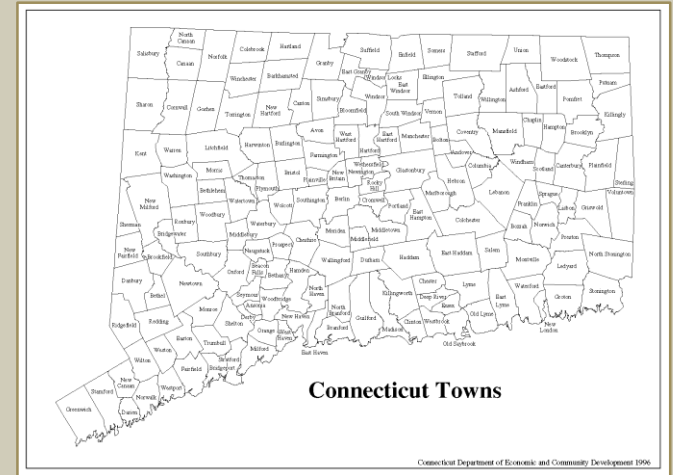 North Canaan
Salisbury
Canaan
Norfolk
Colebrook
Hartland
Granby
Suffield
Enfield
Somers
Stafford
Union
Woodstock
Thompson
East Granby
Windsor Locks
East Windsor
Ellington
Putnam
Sharon
Cornwall
Goshen
Winchester
Barkhamsted
Torrington
New Hartford
Canton
Simsbury
Bloomfield
Windsor
South Windsor
Vernon
Tolland
Willington
Ashford
Eastford
Pomfret
Killingly
Kent
Warren
Litchfield
Harwinton
Burlington
Avon
West Hartford
Hartford
East Hartford
Manchester
Bolton
Coventry
Mansfield
Chaplin
Hampton
Brooklyn
Farmington
Wethersfield
Newington
Glastonbury
Andover
Columbia
Windham
Scotland
Canterbury
Plainfield
Sterling
Washington
Morris
Bethlehem
Watertown
Thomaston
Plymouth
Bristol
Plainville
New Britain
Rocky Hill
Hebron
Marlborough
Lebanon
Sprague
Franklin
Lisbon
Griswold
Voluntown
New Milford
Roxbury
Woodbury
Waterbury
Wolcott
Southington
Berlin
Cromwell
Portland
East Hampton
Colchester
Bozrah
Norwich
Preston
North Stonington
Sherman
Bridgewater
Middlebury
Naugatuck
Prospect
Cheshire
Meriden
Middlefield
Middletown
New Fairfield
Brookfield
Southbury
Oxford
Beacon Falls
Bethany
Hamden
Wallingford
Durham
Haddam
East Haddam
Salem
Montville
Ledyard
Danbury
Bethel
Newtown
Seymour
Ansonia
Woodbridge
North Haven
North Branford
Guilford
Killingworth
Chester
Deep River
Essex
Lyme
East Lyme
Waterford
Groton
Stonington
Ridgefield
Redding
Monroe
Shelton
Derby
Orange
New Haven
West Haven
East Haven
Branford
Madison
Clinton
Westbrook
Old Saybrook
Old Lyme
New London
Wilton
Weston
Easton
Trumbull
Stratford
Milford
Greenwich
Stamford
New Canaan
Darien
Norwalk
Westport
Fairfield
Bridgeport
Connecticut Towns
Connecticut Department of Economic and Community Development 1996